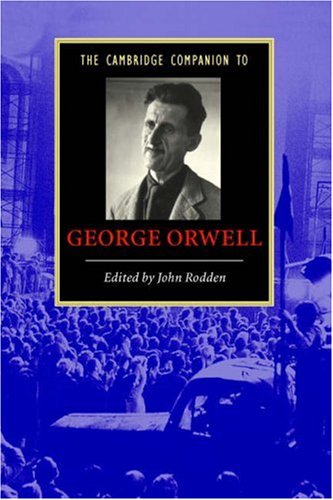 THE CAMBRIDGE COMPANION TO
GEORGE ORWELL
Edited by John Rodden